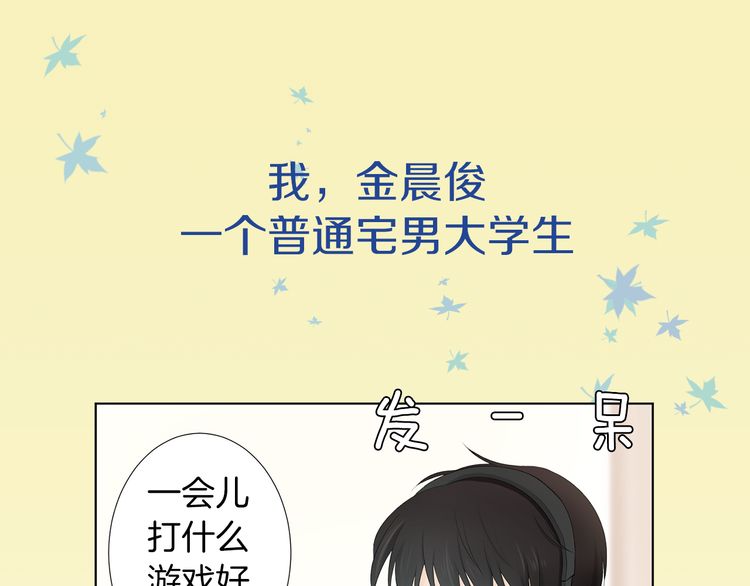 我，金晨俊
一个普通宅男大学生
发一呆
一会儿
打什么
游戏好